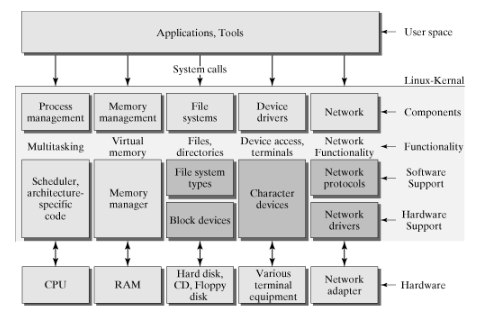 Applications, Tools
User space
System calls
Linux-Kernal
Process
management
Memory
management
File
systems
Device
drivers
Network
Components
Multitasking
Virtual
memory
Files,
directories
Device access,
terminals
Network
Functionality
Functionality
Scheduler,
architecture-
specific
code
Memory
manager
File system
types
Block devices
Character
devices
Network
protocols
Network
drivers
Software
Support
Hardware
Support
CPU
RAM
Hard disk,
CD, Floppy
disk
Various
terminal
equipment
Network
adapter
Hardware